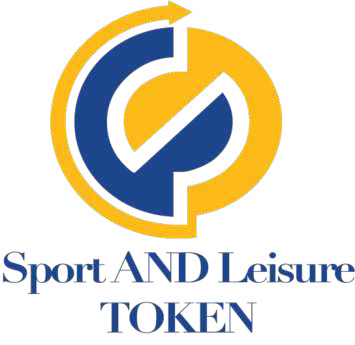 Sport AND Leisure
TOKEN